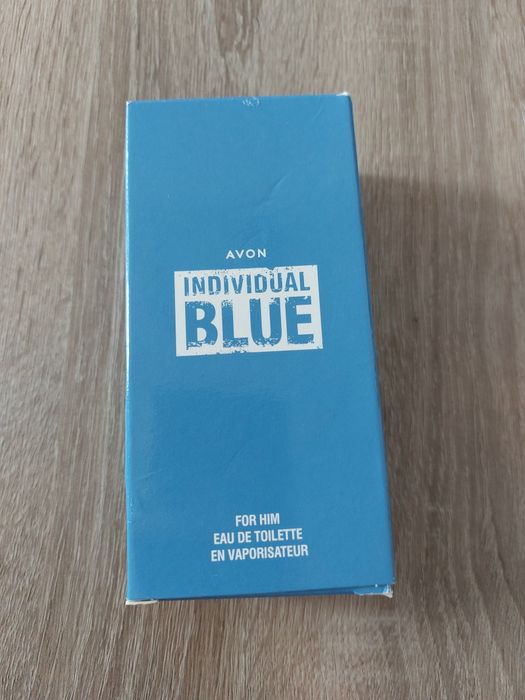 AVON
INDIVIDUAL
BLUE
FOR HIM
EAU DE TOILETTE
EN VAPORISATEUR